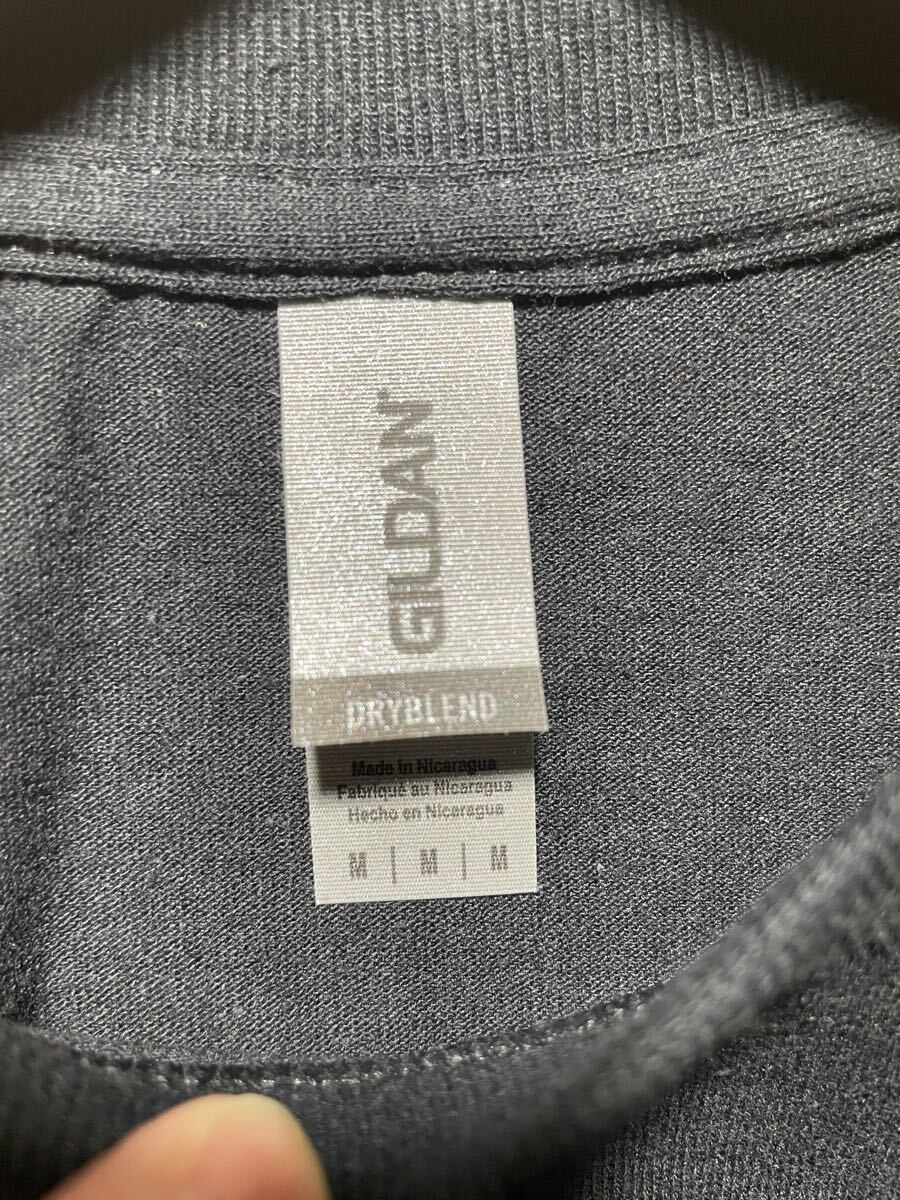 GILDAN
DRYBLEND
Made in Nicaragua
Fabriqué au Nicaragua
Hecho en Nicaragua
M | M | M